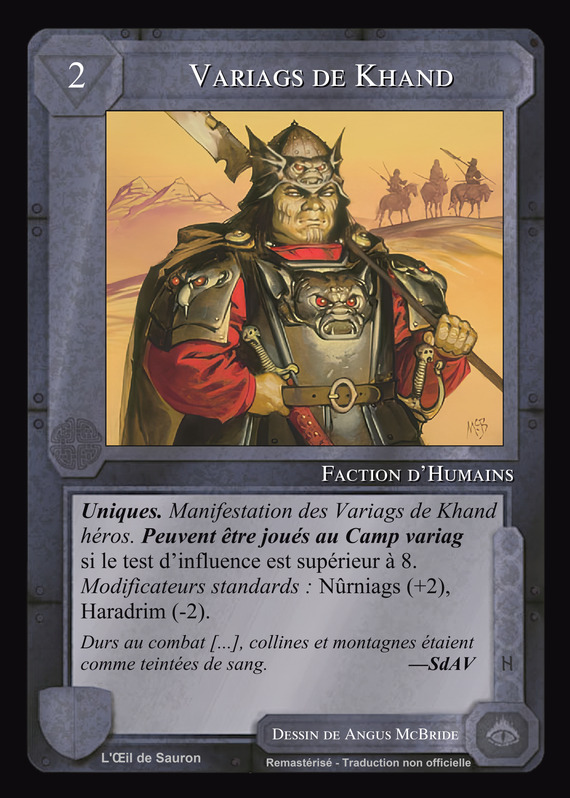 2
VARIAGS DE KHAND
McB
FACTION D'HUMAINS
Uniques. Manifestation des Variags de Khand
héros. Peuvent être joués au Camp variag
si le test d'influence est supérieur à 8.
Modificateurs standards : Nûrniags (+2),
Haradrim (-2).
Durs au combat [...], collines et montagnes étaient
comme teintées de sang. —SdAV
DESSIN DE ANGUS MCBRIDE
L'Œil de Sauron
Remastérisé - Traduction non officielle